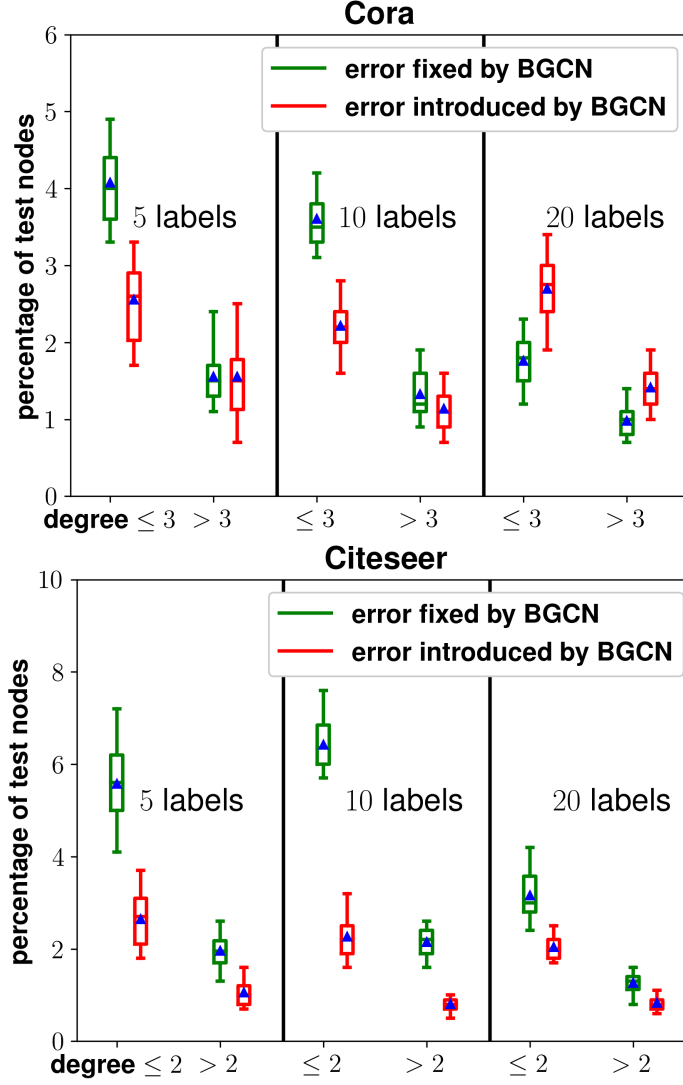 Cora
6
5
4
3
2
1
0
percentage of test nodes
error fixed by BGCN
error introduced by BGCN
5 labels
10 labels
20 labels
degree ≤ 3 > 3 ≤ 3 > 3 ≤ 3 > 3
Citeseer
10
8
6
4
2
0
percentage of test nodes
error fixed by BGCN
error introduced by BGCN
5 labels
10 labels
20 labels
degree ≤ 2 > 2 ≤ 2 > 2 ≤ 2 > 2